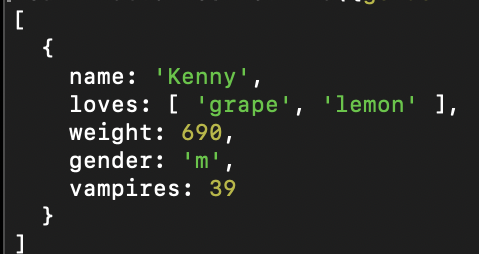 [
  {
    name: 'Kenny',
    loves: [ 'grape', 'lemon' ],
    weight: 690,
    gender: 'm',
    vampires: 39
  }
]